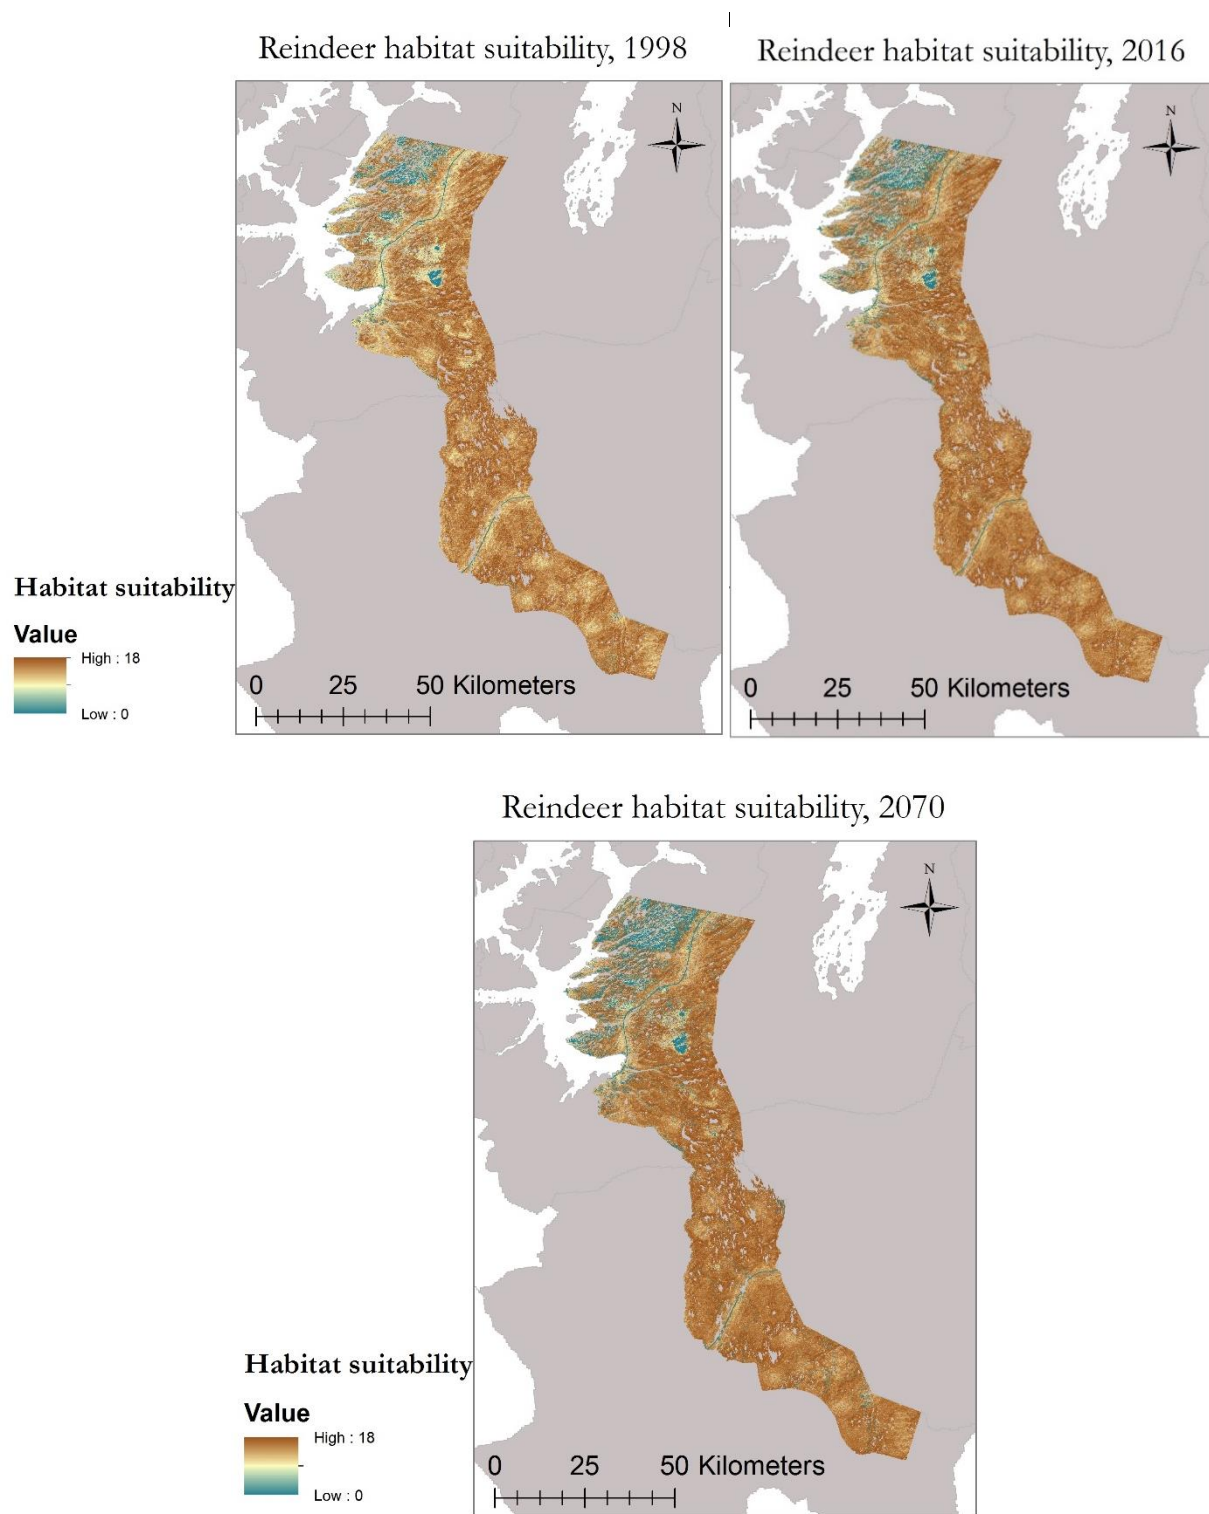 Reindeer habitat suitability, 1998
Reindeer habitat suitability, 2016
N
N
Habitat suitability
Value
High : 18
Low : 0
0 25 50 Kilometers
0 25 50 Kilometers
Reindeer habitat suitability, 2070
N
Habitat suitability
Value
High : 18
Low : 0
0 25 50 Kilometers